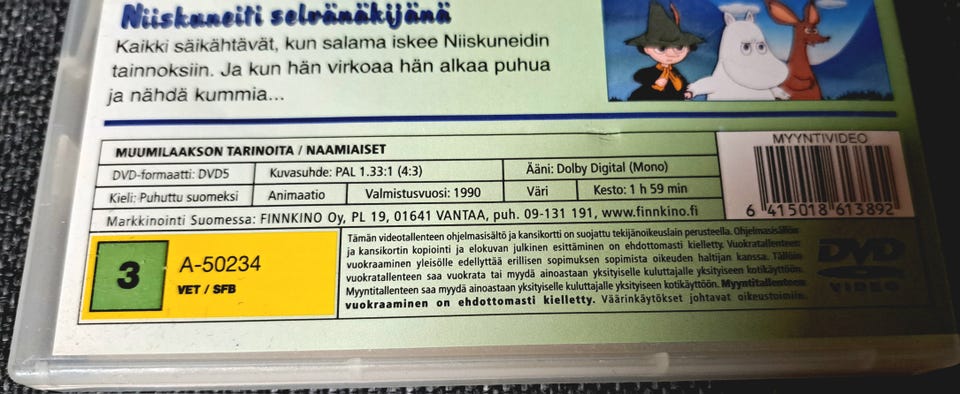 Niiskuneiti selvänäkijänä
Kaikki säikähtävät, kun salama iskee Niiskuneidin
tainnoksiin. Ja kun hän virkoaa hän alkaa puhua
ja nähdä kummia...
MUUMILAAKSON TARINOITA / NAAMIAISET
DVD-formaatti: DVD5 Kuvasuhde: PAL 1.33:1 (4:3) Ääni: Dolby Digital (Mono)
Kieli: Puhuttu suomeksi Animaatio Valmistusvuosi: 1990 Väri Kesto: 1 h 59 min
Markkinointi Suomessa: FINNKINO Oy, PL 19, 01641 VANTAA, puh. 09-131 191, www.finnkino.fi
MYYNTIVIDEO
6 415018 613892
3
A-50234
VET / SFB
Tämän videotallenteen ohjelmasisältö ja kansikortti on suojattu tekijänoikeuslain perusteella. Ohjelmasisällön
ja kansikortin kopiointi ja elokuvan julkinen esittäminen on ehdottomasti kielletty. Vuokratallenteen
vuokraaminen yleisölle edellyttää erillisen sopimuksen sopimista oikeuden haltijan kanssa. Tällöin
vuokratallenteen saa vuokrata tai myydä ainoastaan yksityiselle kuluttajalle yksityiseen kotikäyttöön.
Myyntitallenteen saa myydä ainoastaan yksityiselle kuluttajalle yksityiseen kotikäyttöön. Myyntitallenteen
vuokraaminen on ehdottomasti kielletty. Väärinkäytökset johtavat oikeustoimiin.
DVD
VIDEO